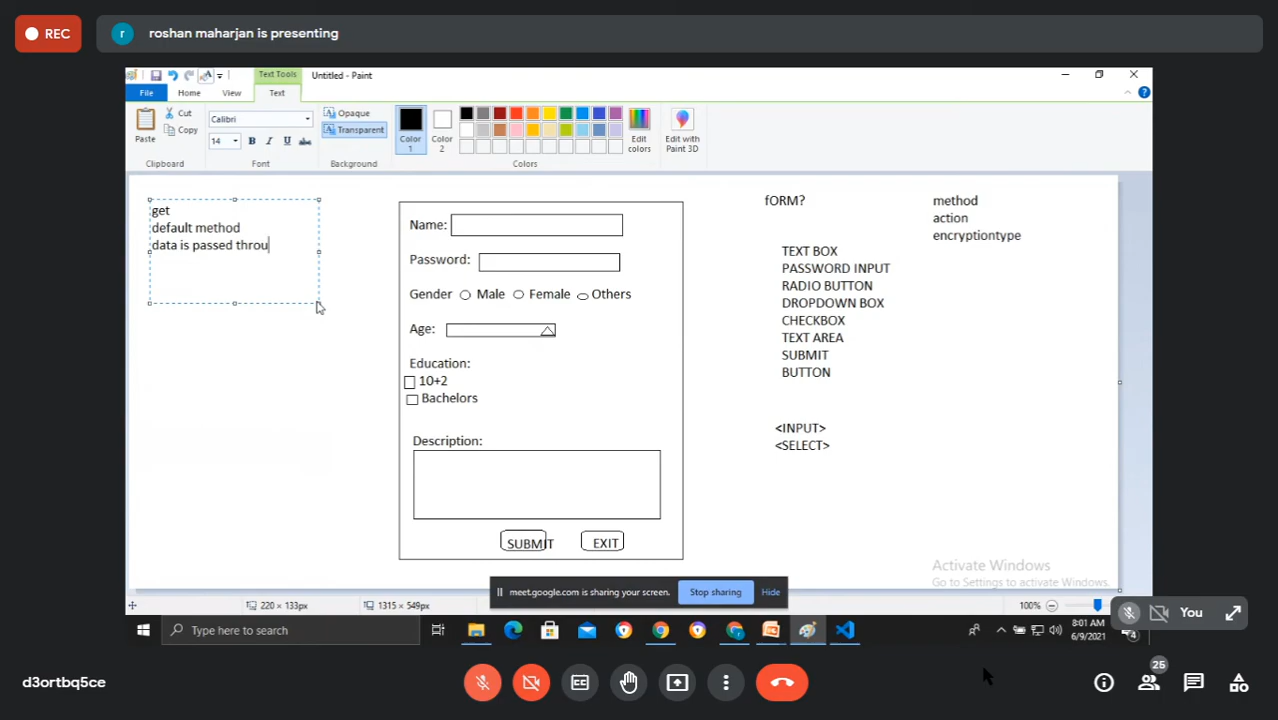 REC
r
roshan maharjan is presenting
Text Tools
Untitled - Paint
File
Home
View
Text
Paste
Cut
Copy
Clipboard
Calibri
14
B
I
U
abc
Font
Opaque
Transparent
Background
Color 1
Color 2
Edit colors
Colors
Edit with Paint 3D
get
default method
data is passed throu
Name:
Password:
Gender
Male
Female
Others
Age:
Education:
10+2
Bachelors
Description:
SUBMIT
EXIT
fORM?
TEXT BOX
PASSWORD INPUT
RADIO BUTTON
DROPDOWN BOX
CHECKBOX
TEXT AREA
SUBMIT
BUTTON
<INPUT>
<SELECT>
method
action
encryptiontype
Activate Windows
Go to Settings to activate Windows.
meet.google.com is sharing your screen.
Stop sharing
Hide
220 × 133px
1315 × 549px
100%
Type here to search
8:01 AM
6/9/2021
4
You
d3ortbq5ce
CC
25